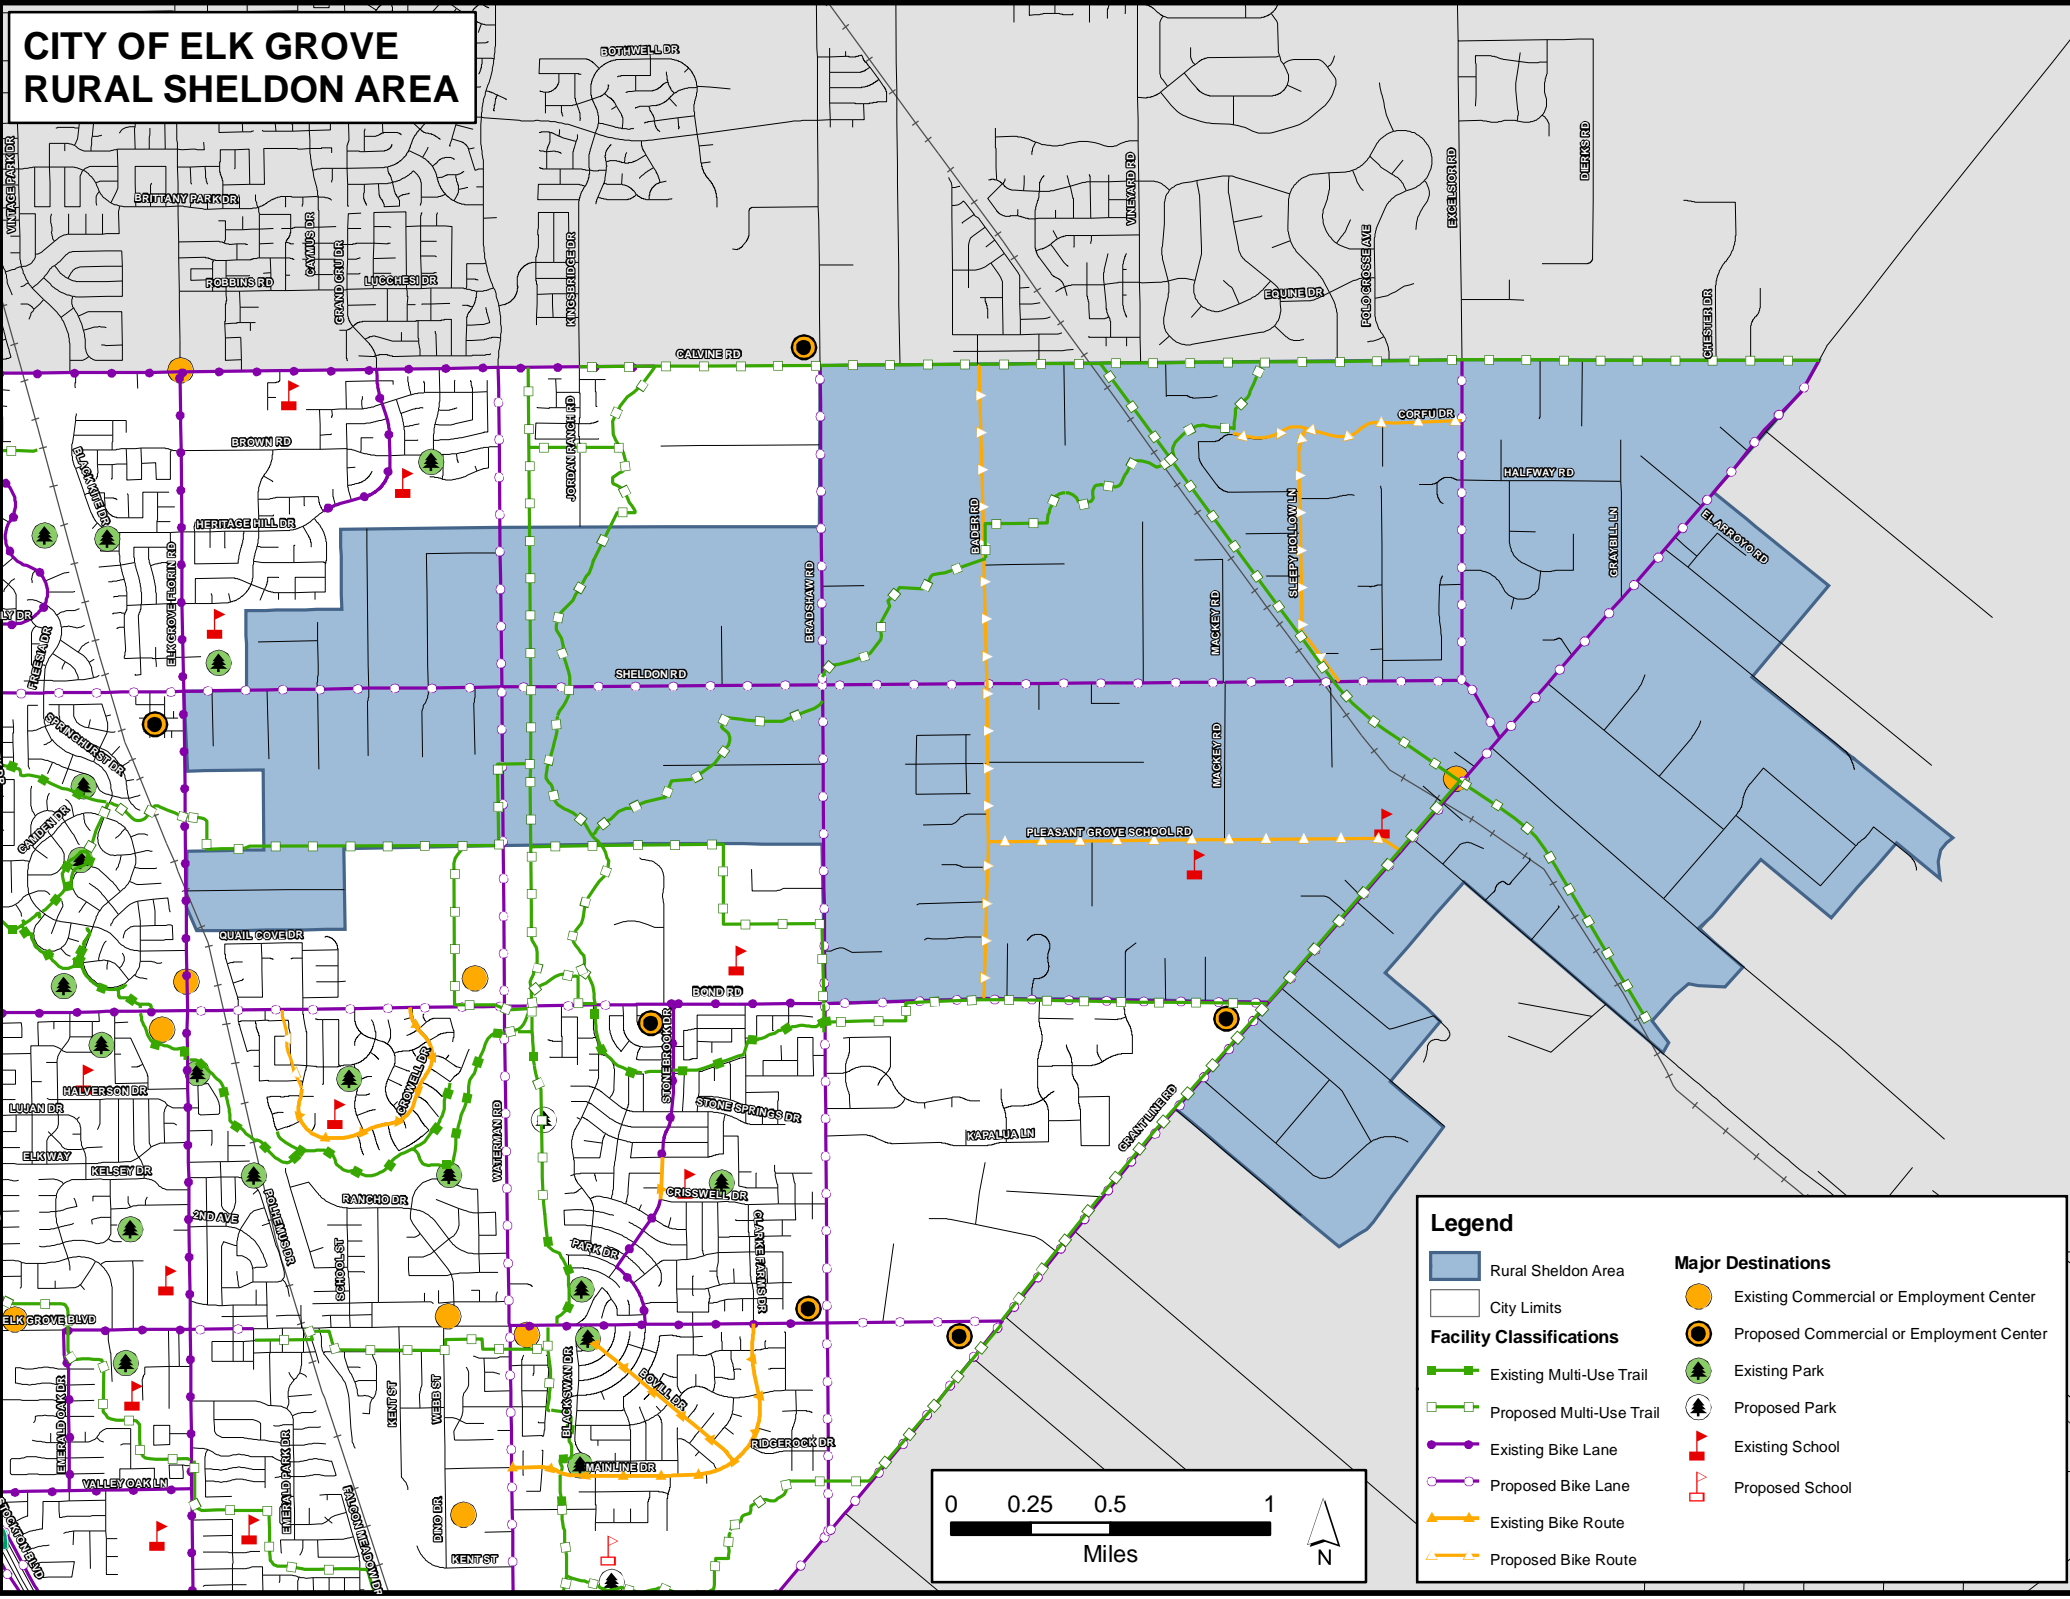 CITY OF ELK GROVE
RURAL SHELDON AREA
BOTHWELL DR
VINTAGE PARK DR
BRITTANY PARK DR
CAYMUS DR
GRAND CRU DR
ROBBINS RD
LUCCHESI DR
KINGSBRIDGE DR
VINEYARD RD
EXCELSIOR RD
DERKS RD
EQUINE DR
POLO CROSSE AVE
CHESTER DR
CALVINE RD
BROWN RD
BLACK KITE DR
HERITAGE HILL DR
JORDAN RANCH RD
ELK GROVE FLORIN RD
BADER RD
BRADSHAW RD
CORFU DR
HALFWAY RD
SLEEPY HOLLOW LN
GRAYBILL LN
EL ARROYO RD
MACKEY RD
LY DR
FREESIA DR
SHELDON RD
SPRINGHURST DR
MACKEY RD
CAMDEN DR
PLEASANT GROVE SCHOOL RD
QUAIL COVE DR
BOND RD
STONEBROOK DR
CROWELL DR
HALVERSON DR
LUJAN DR
STONE SPRINGS DR
WATERMAN RD
KAPALUA LN
GRANT LINE RD
ELK WAY
KELSEY DR
RANCHO DR
CRISSWELL DR
2ND AVE
POLHEMUS DR
SCHOOL ST
PARK DR
CLARKE FARMS DR
ELK GROVE BLVD
EMERALD OAK DR
KENT ST
WEBB ST
BLACK SWAN DR
BOVILL DR
RIDGEROCK DR
MAINLINE DR
VALLEY OAK LN
EMERALD PARK DR
FALCON MEADOW DR
DINO DR
KENT ST
STOCKTON BLVD
0 0.25 0.5 1
Miles
N
Legend
Rural Sheldon Area
City Limits
Facility Classifications
Existing Multi-Use Trail
Proposed Multi-Use Trail
Existing Bike Lane
Proposed Bike Lane
Existing Bike Route
Proposed Bike Route
Major Destinations
Existing Commercial or Employment Center
Proposed Commercial or Employment Center
Existing Park
Proposed Park
Existing School
Proposed School